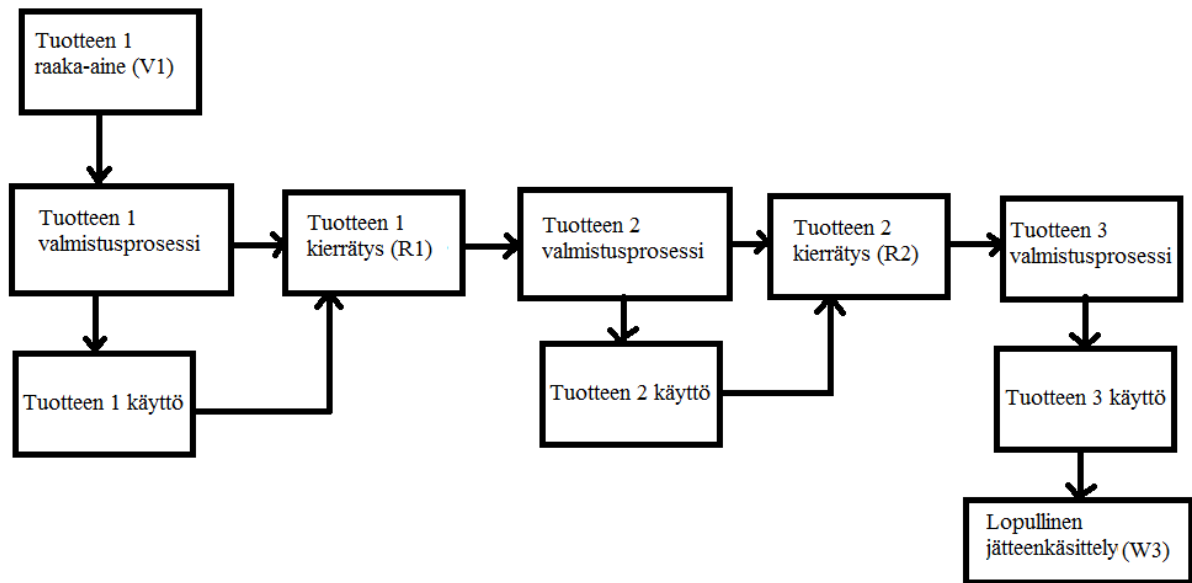 Tuotteen 1
raaka-aine (V1)
Tuotteen 1
valmistusprosessi
Tuotteen 1
kierrätys (R1)
Tuotteen 2
valmistusprosessi
Tuotteen 2
kierrätys (R2)
Tuotteen 3
valmistusprosessi
Tuotteen 1 käyttö
Tuotteen 2 käyttö
Tuotteen 3 käyttö
Lopullinen
jätteenkäsittely (W3)